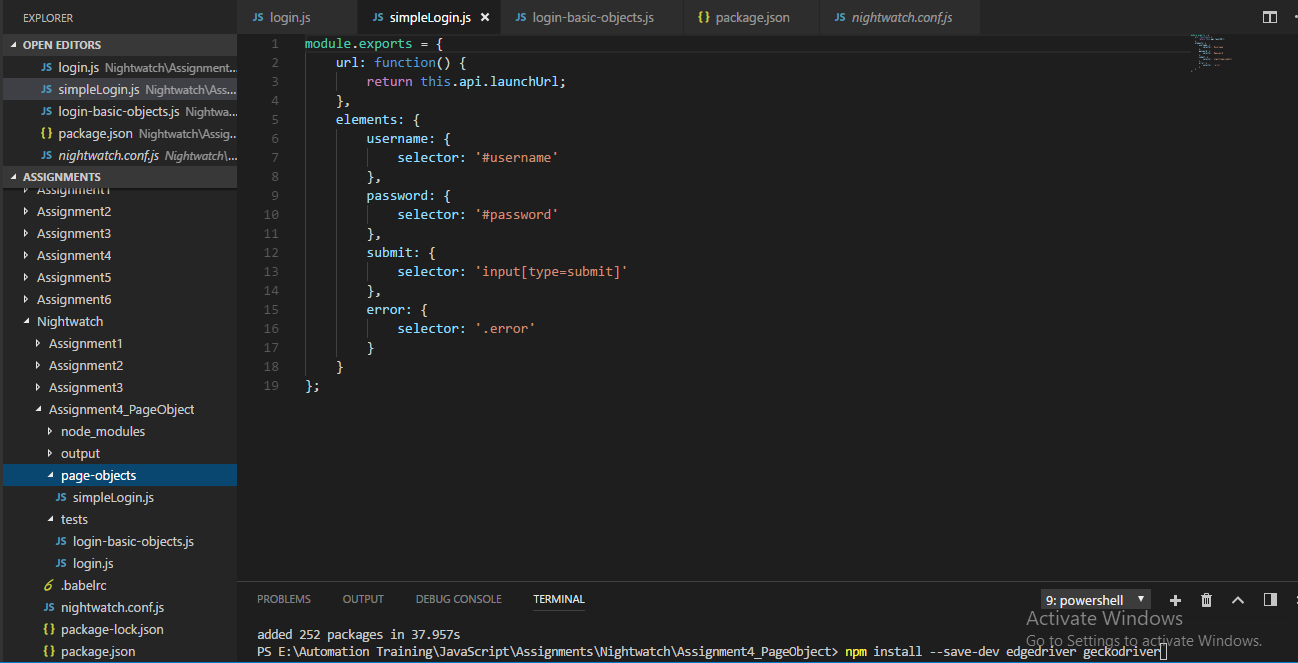 EXPLORER
OPEN EDITORS
JS login.js Nightwatch\Assignment...
JS simpleLogin.js Nightwatch\Ass...
JS login-basic-objects.js Nightwa...
{} package.json Nightwatch\Assig...
JS nightwatch.conf.js Nightwatch\...
ASSIGNMENTS
Assignment1
Assignment2
Assignment3
Assignment4
Assignment5
Assignment6
Nightwatch
Assignment1
Assignment2
Assignment3
Assignment4_PageObject
node_modules
output
page-objects
JS simpleLogin.js
tests
JS login-basic-objects.js
JS login.js
6 .babelrc
JS nightwatch.conf.js
{} package-lock.json
{} package.json
JS login.js
JS simpleLogin.js ×
JS login-basic-objects.js
{} package.json
JS nightwatch.conf.js
1 module.exports = {
2 url: function() {
3 return this.api.launchUrl;
4 },
5 elements: {
6 username: {
7 selector: '#username'
8 },
9 password: {
10 selector: '#password'
11 },
12 submit: {
13 selector: 'input[type=submit]'
14 },
15 error: {
16 selector: '.error'
17 }
18 }
19 };
PROBLEMS OUTPUT DEBUG CONSOLE TERMINAL
9: powershell
added 252 packages in 37.957s
PS E:\Automation Training\JavaScript\Assignments\Nightwatch\Assignment4_PageObject> npm install --save-dev edgedriver geckodriver
Activate Windows
Go to Settings to activate Windows.